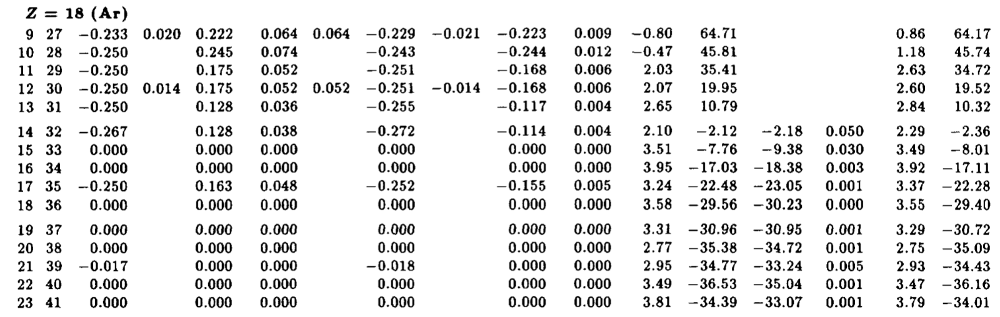 Z = 18 (Ar)
9 27 −0.233 0.020 0.222 0.064 0.064 −0.229 −0.021 −0.223 0.009 −0.80 64.71 0.86 64.17
10 28 −0.250 0.245 0.074 −0.243 −0.244 0.012 −0.47 45.81 1.18 45.74
11 29 −0.250 0.175 0.052 −0.251 −0.168 0.006 2.03 35.41 2.63 34.72
12 30 −0.250 0.014 0.175 0.052 0.052 −0.251 −0.014 −0.168 0.006 2.07 19.95 2.60 19.52
13 31 −0.250 0.128 0.036 −0.255 −0.117 0.004 2.65 10.79 2.84 10.32
14 32 −0.267 0.128 0.038 −0.272 −0.114 0.004 2.10 −2.12 −2.18 0.050 2.29 −2.36
15 33 0.000 0.000 0.000 0.000 0.000 0.000 3.51 −7.76 −9.38 0.030 3.49 −8.01
16 34 0.000 0.000 0.000 0.000 0.000 0.000 3.95 −17.03 −18.38 0.003 3.92 −17.11
17 35 −0.250 0.163 0.048 −0.252 −0.155 0.005 3.24 −22.48 −23.05 0.001 3.37 −22.28
18 36 0.000 0.000 0.000 0.000 0.000 0.000 3.58 −29.56 −30.23 0.000 3.55 −29.40
19 37 0.000 0.000 0.000 0.000 0.000 0.000 3.31 −30.96 −30.95 0.001 3.29 −30.72
20 38 0.000 0.000 0.000 0.000 0.000 0.000 2.77 −35.38 −34.72 0.001 2.75 −35.09
21 39 −0.017 0.000 0.000 −0.018 0.000 0.000 2.95 −34.77 −33.24 0.005 2.93 −34.43
22 40 0.000 0.000 0.000 0.000 0.000 0.000 3.49 −36.53 −35.04 0.001 3.47 −36.16
23 41 0.000 0.000 0.000 0.000 0.000 0.000 3.81 −34.39 −33.07 0.001 3.79 −34.01